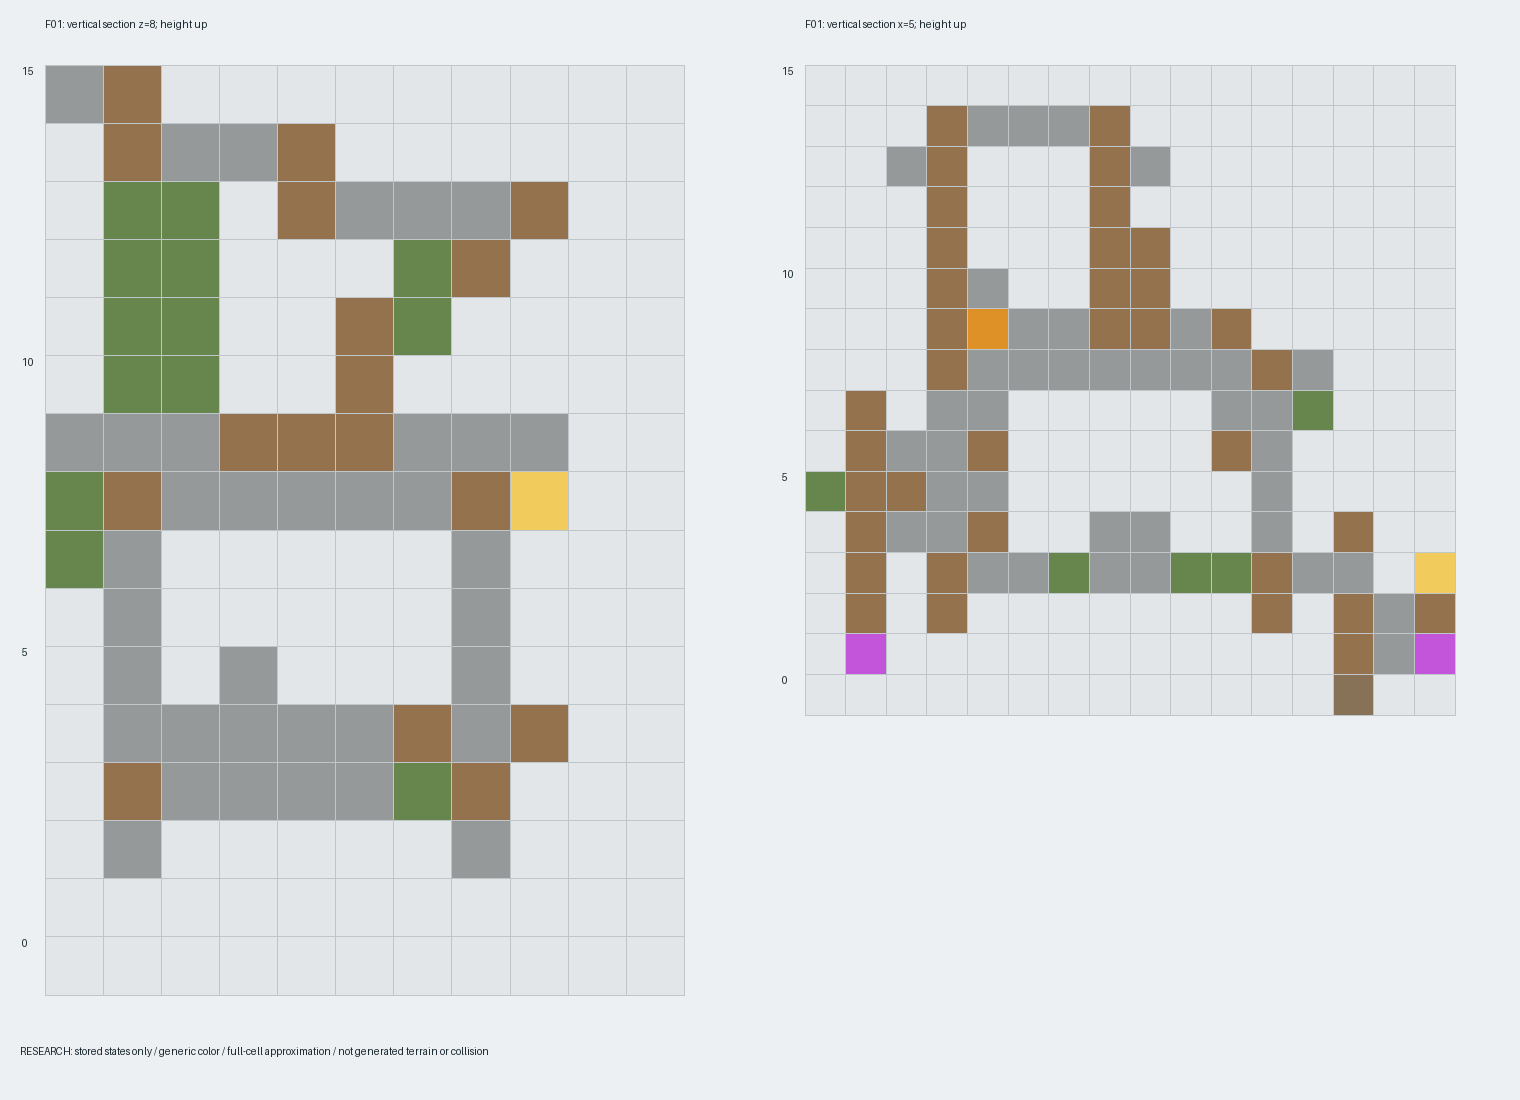 F01: vertical section z=8; height up
F01: vertical section x=5; height up
15
10
5
0
15
10
5
0
RESEARCH: stored states only / generic color / full-cell approximation / not generated terrain or collision